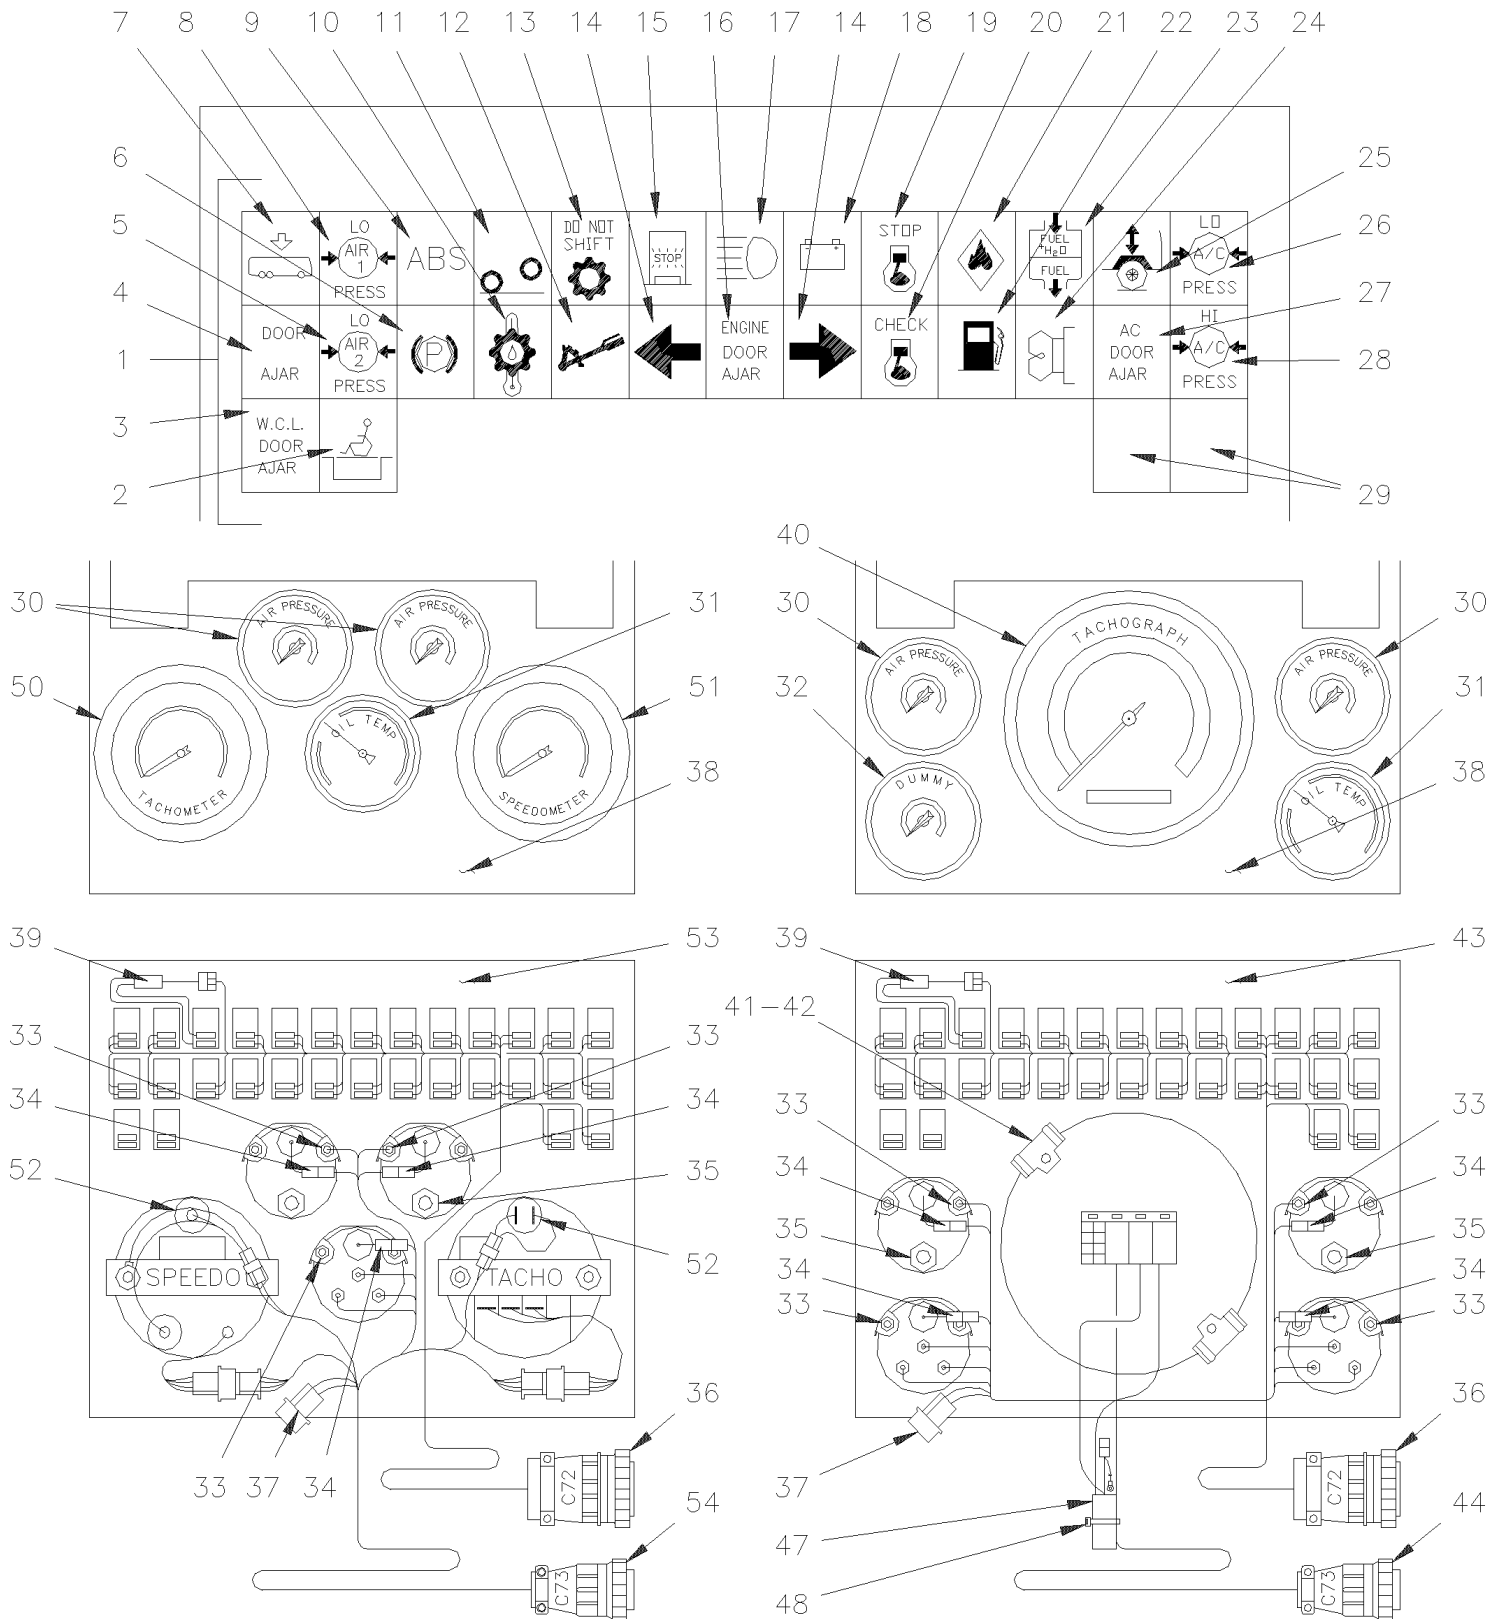 7 8 9 10 11 12 13 15 14 16 17 14 18 19 20 21 22 23 24
6
5
4
1
3
2
25
26
27
28
29
LO
AIR
1
PRESS
ABS
DO NOT
SHIFT
STOP
STOP
FUEL
+H2O
FUEL
LO
A/C
PRESS
DOOR
AJAR
LO
AIR
2
PRESS
P
ENGINE
DOOR
AJAR
CHECK
AC
DOOR
AJAR
HI
A/C
PRESS
W.C.L.
DOOR
AJAR
30
50
31
51
38
AIR PRESSURE
AIR PRESSURE
OIL TEMP
TACHOMETER
SPEEDOMETER
40
30
32
30
31
38
TACHOGRAPH
AIR PRESSURE
AIR PRESSURE
DUMMY
OIL TEMP
39
53
33
33
34
34
52
35
52
SPEEDO
TACHO
33 37 34
36
C72
54
C73
39
43
41-42
33
33
34
34
35
35
34
34
33
33
37
36
C72
47
48
44
C73